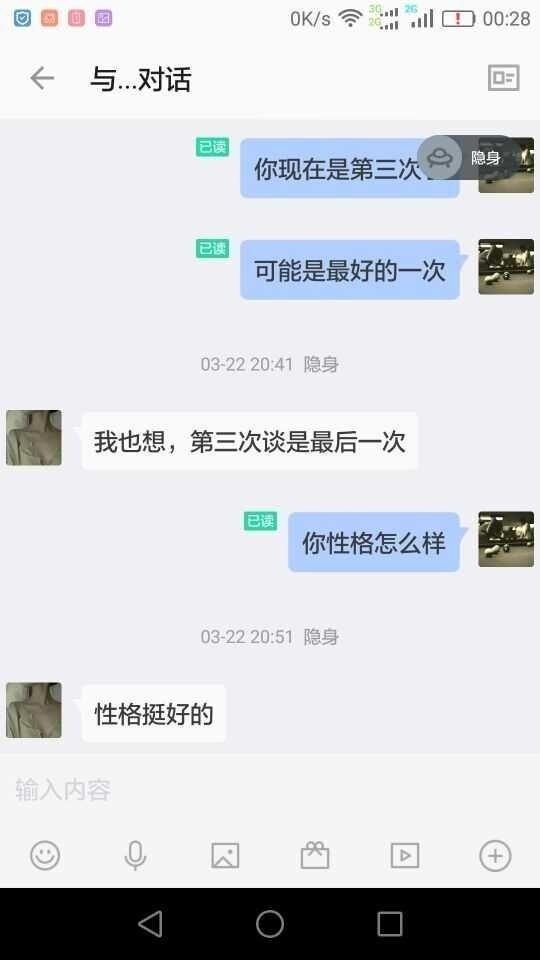 0K/s 3G 2G 2G 00:28
与...对话
已读
你现在是第三次
隐身
已读
可能是最好的一次
03-22 20:41 隐身
我也想，第三次谈是最后一次
已读
你性格怎么样
03-22 20:51 隐身
性格挺好的
输入内容